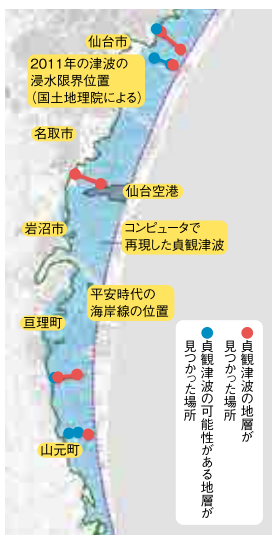 仙台市
2011年の津波の
浸水限界位置
（国土地理院による）
名取市
仙台空港
岩沼市
コンピュータで
再現した貞観津波
平安時代の
海岸線の位置
亘理町
山元町
貞観津波の地層が
見つかった場所
貞観津波の可能性がある地層が
見つかった場所